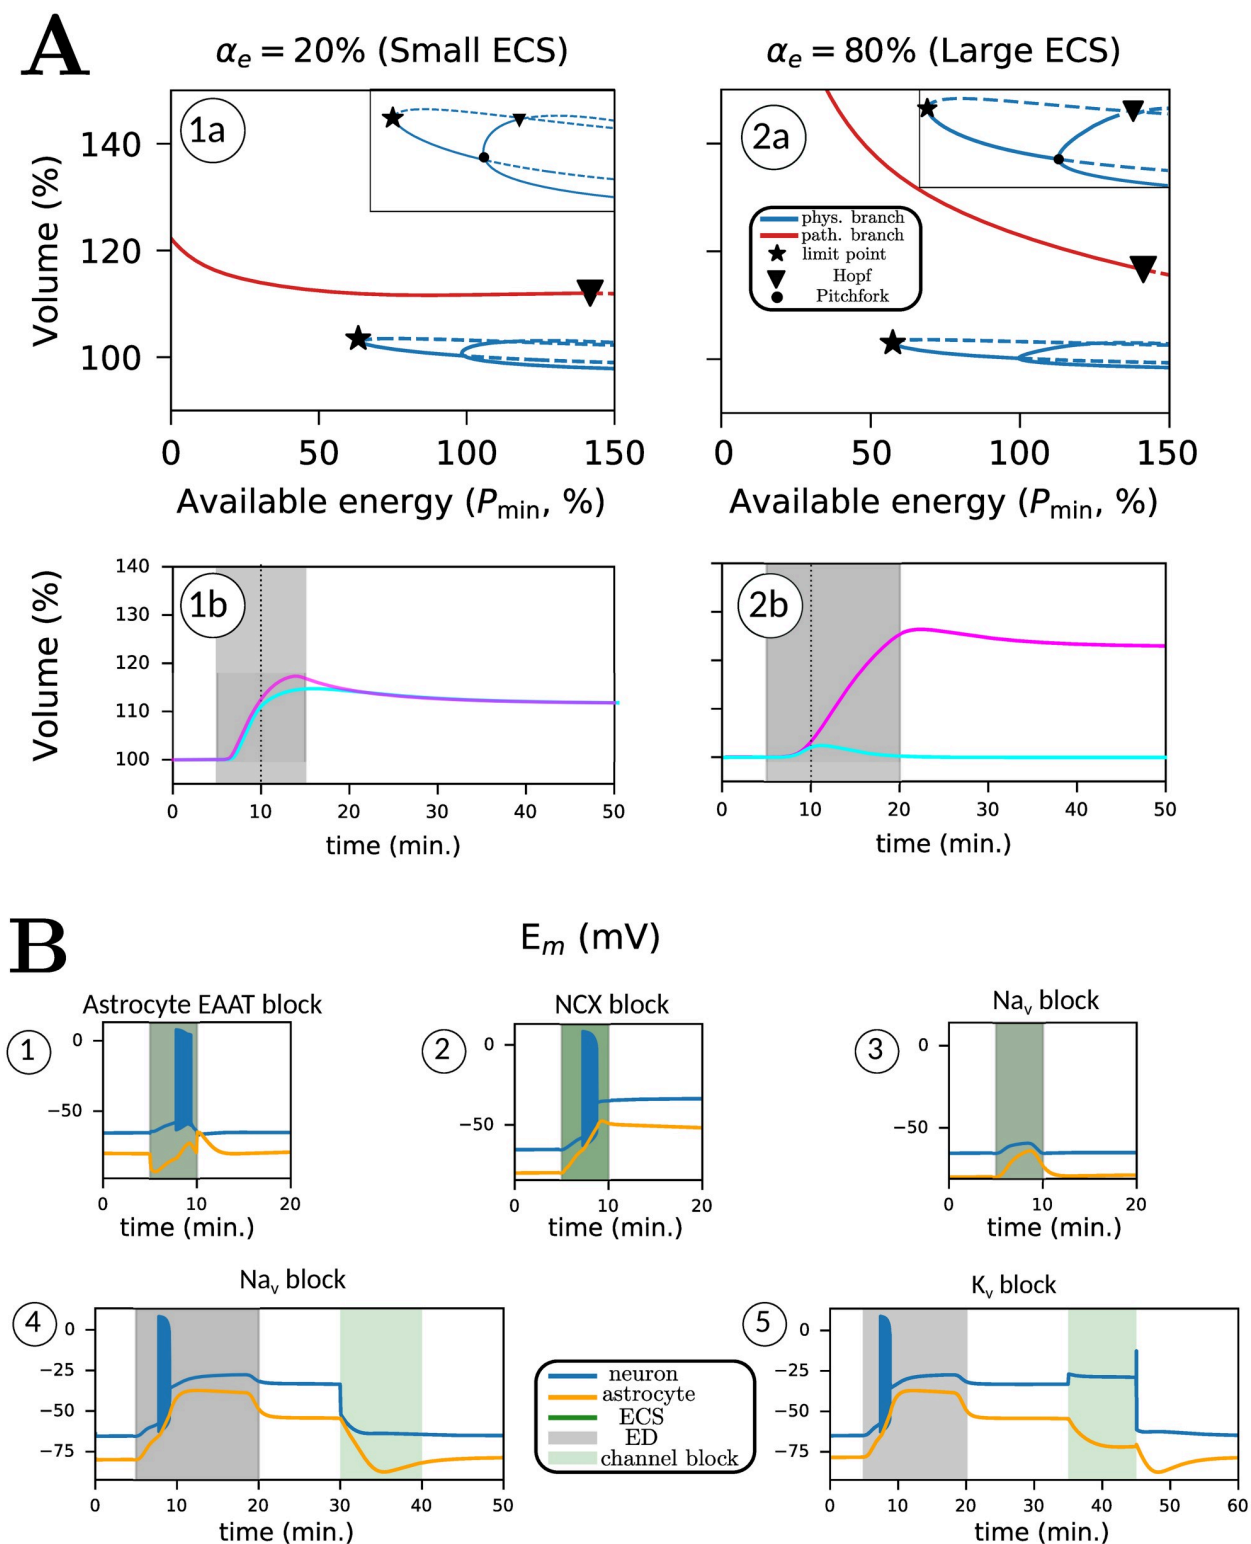 A
αₑ = 20% (Small ECS)
αₑ = 80% (Large ECS)
1a
2a
Volume (%)
140
120
100
phys. branch
path. branch
limit point
Hopf
Pitchfork
0 50 100 150
0 50 100 150
Available energy (P_min, %)
Available energy (P_min, %)
1b
2b
Volume (%)
140
130
120
110
100
0 10 20 30 40 50
0 10 20 30 40 50
time (min.)
time (min.)
B
E_m (mV)
Astrocyte EAAT block
NCX block
Na_v block
1
2
3
0
−50
0
−50
0
−50
0 10 20
0 10 20
0 10 20
time (min.)
time (min.)
time (min.)
Na_v block
K_v block
4
5
0
−25
−50
−75
0
−25
−50
−75
neuron
astrocyte
ECS
ED
channel block
0 10 20 30 40 50
0 10 20 30 40 50 60
time (min.)
time (min.)